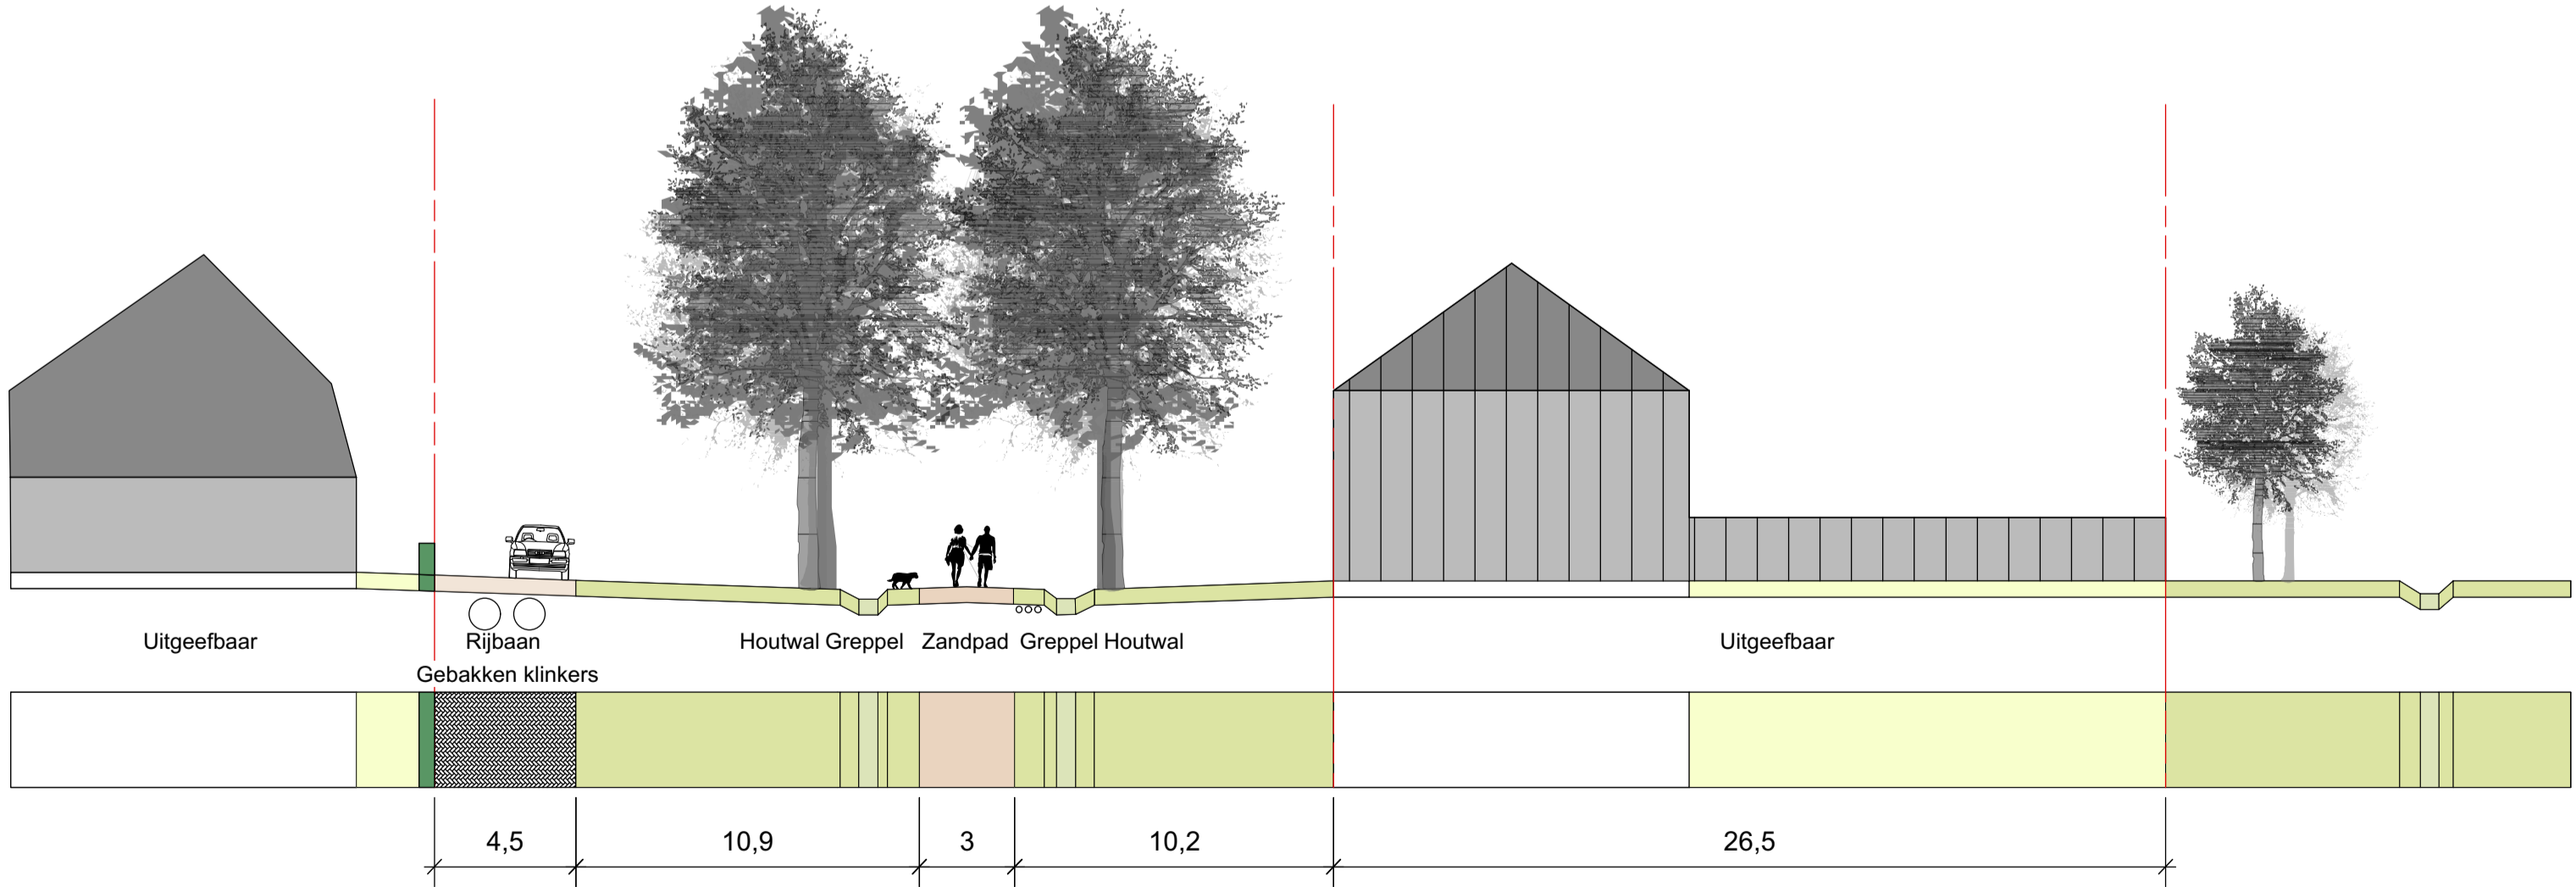 Uitgeefbaar Rijbaan Houtwal Greppel Zandpad Greppel Houtwal Uitgeefbaar
Gebakken klinkers
4,5 10,9 3 10,2 26,5